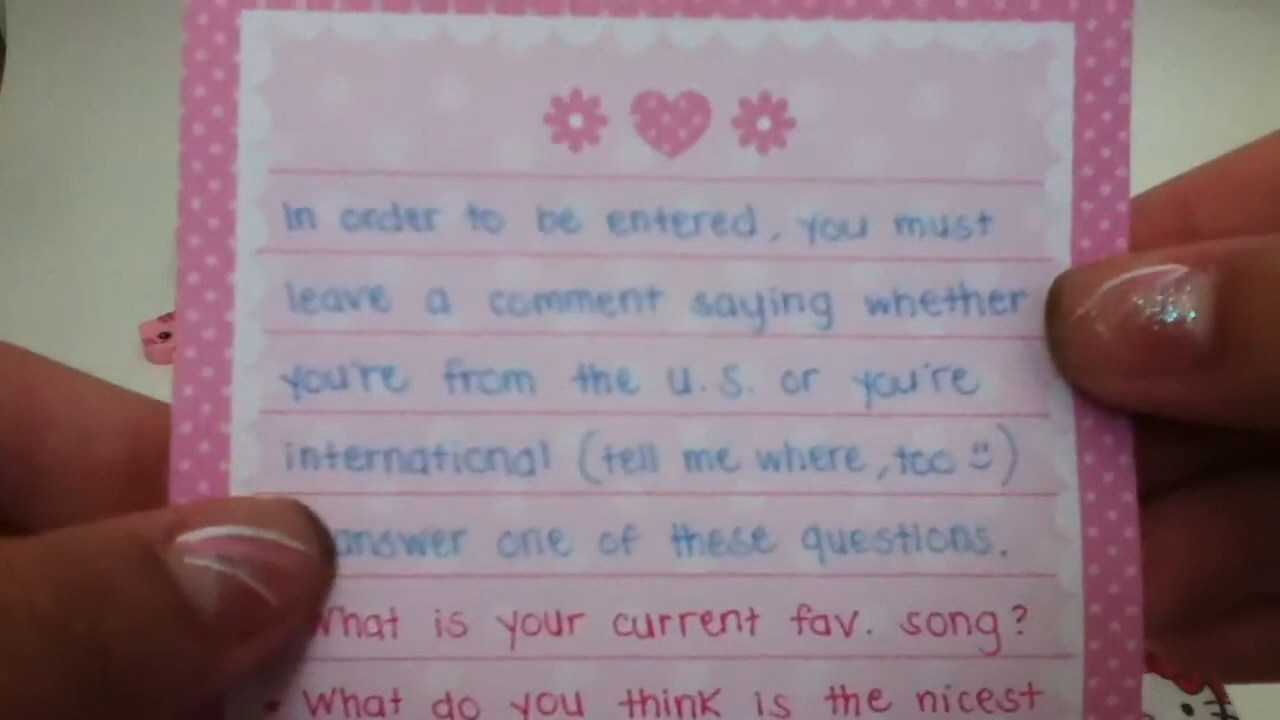 In order to be entered, you must
leave a comment saying whether
you're from the U.S. or you're
international (tell me where, too :))
answer one of these questions.
What is your current fav. song?
• What do you think is the nicest